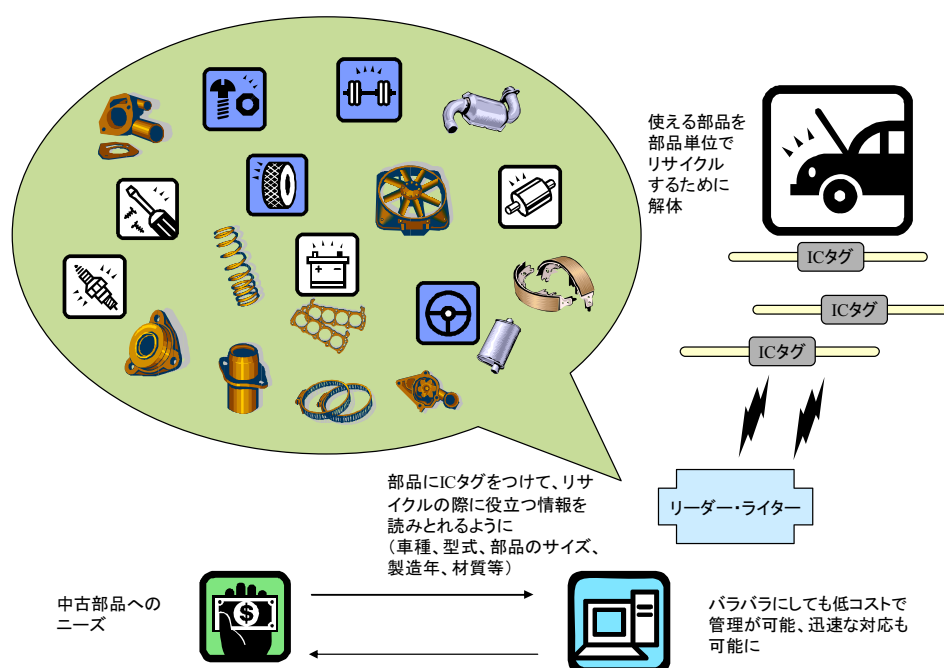 使える部品を
部品単位で
リサイクル
するために
解体
ICタグ
ICタグ
ICタグ
リーダー・ライター
部品にICタグをつけて、リサ
イクルの際に役立つ情報を
読みとれるように
（車種、型式、部品のサイズ、
製造年、材質等）
中古部品への
ニーズ
$
バラバラにしても低コストで
管理が可能、迅速な対応も
可能に